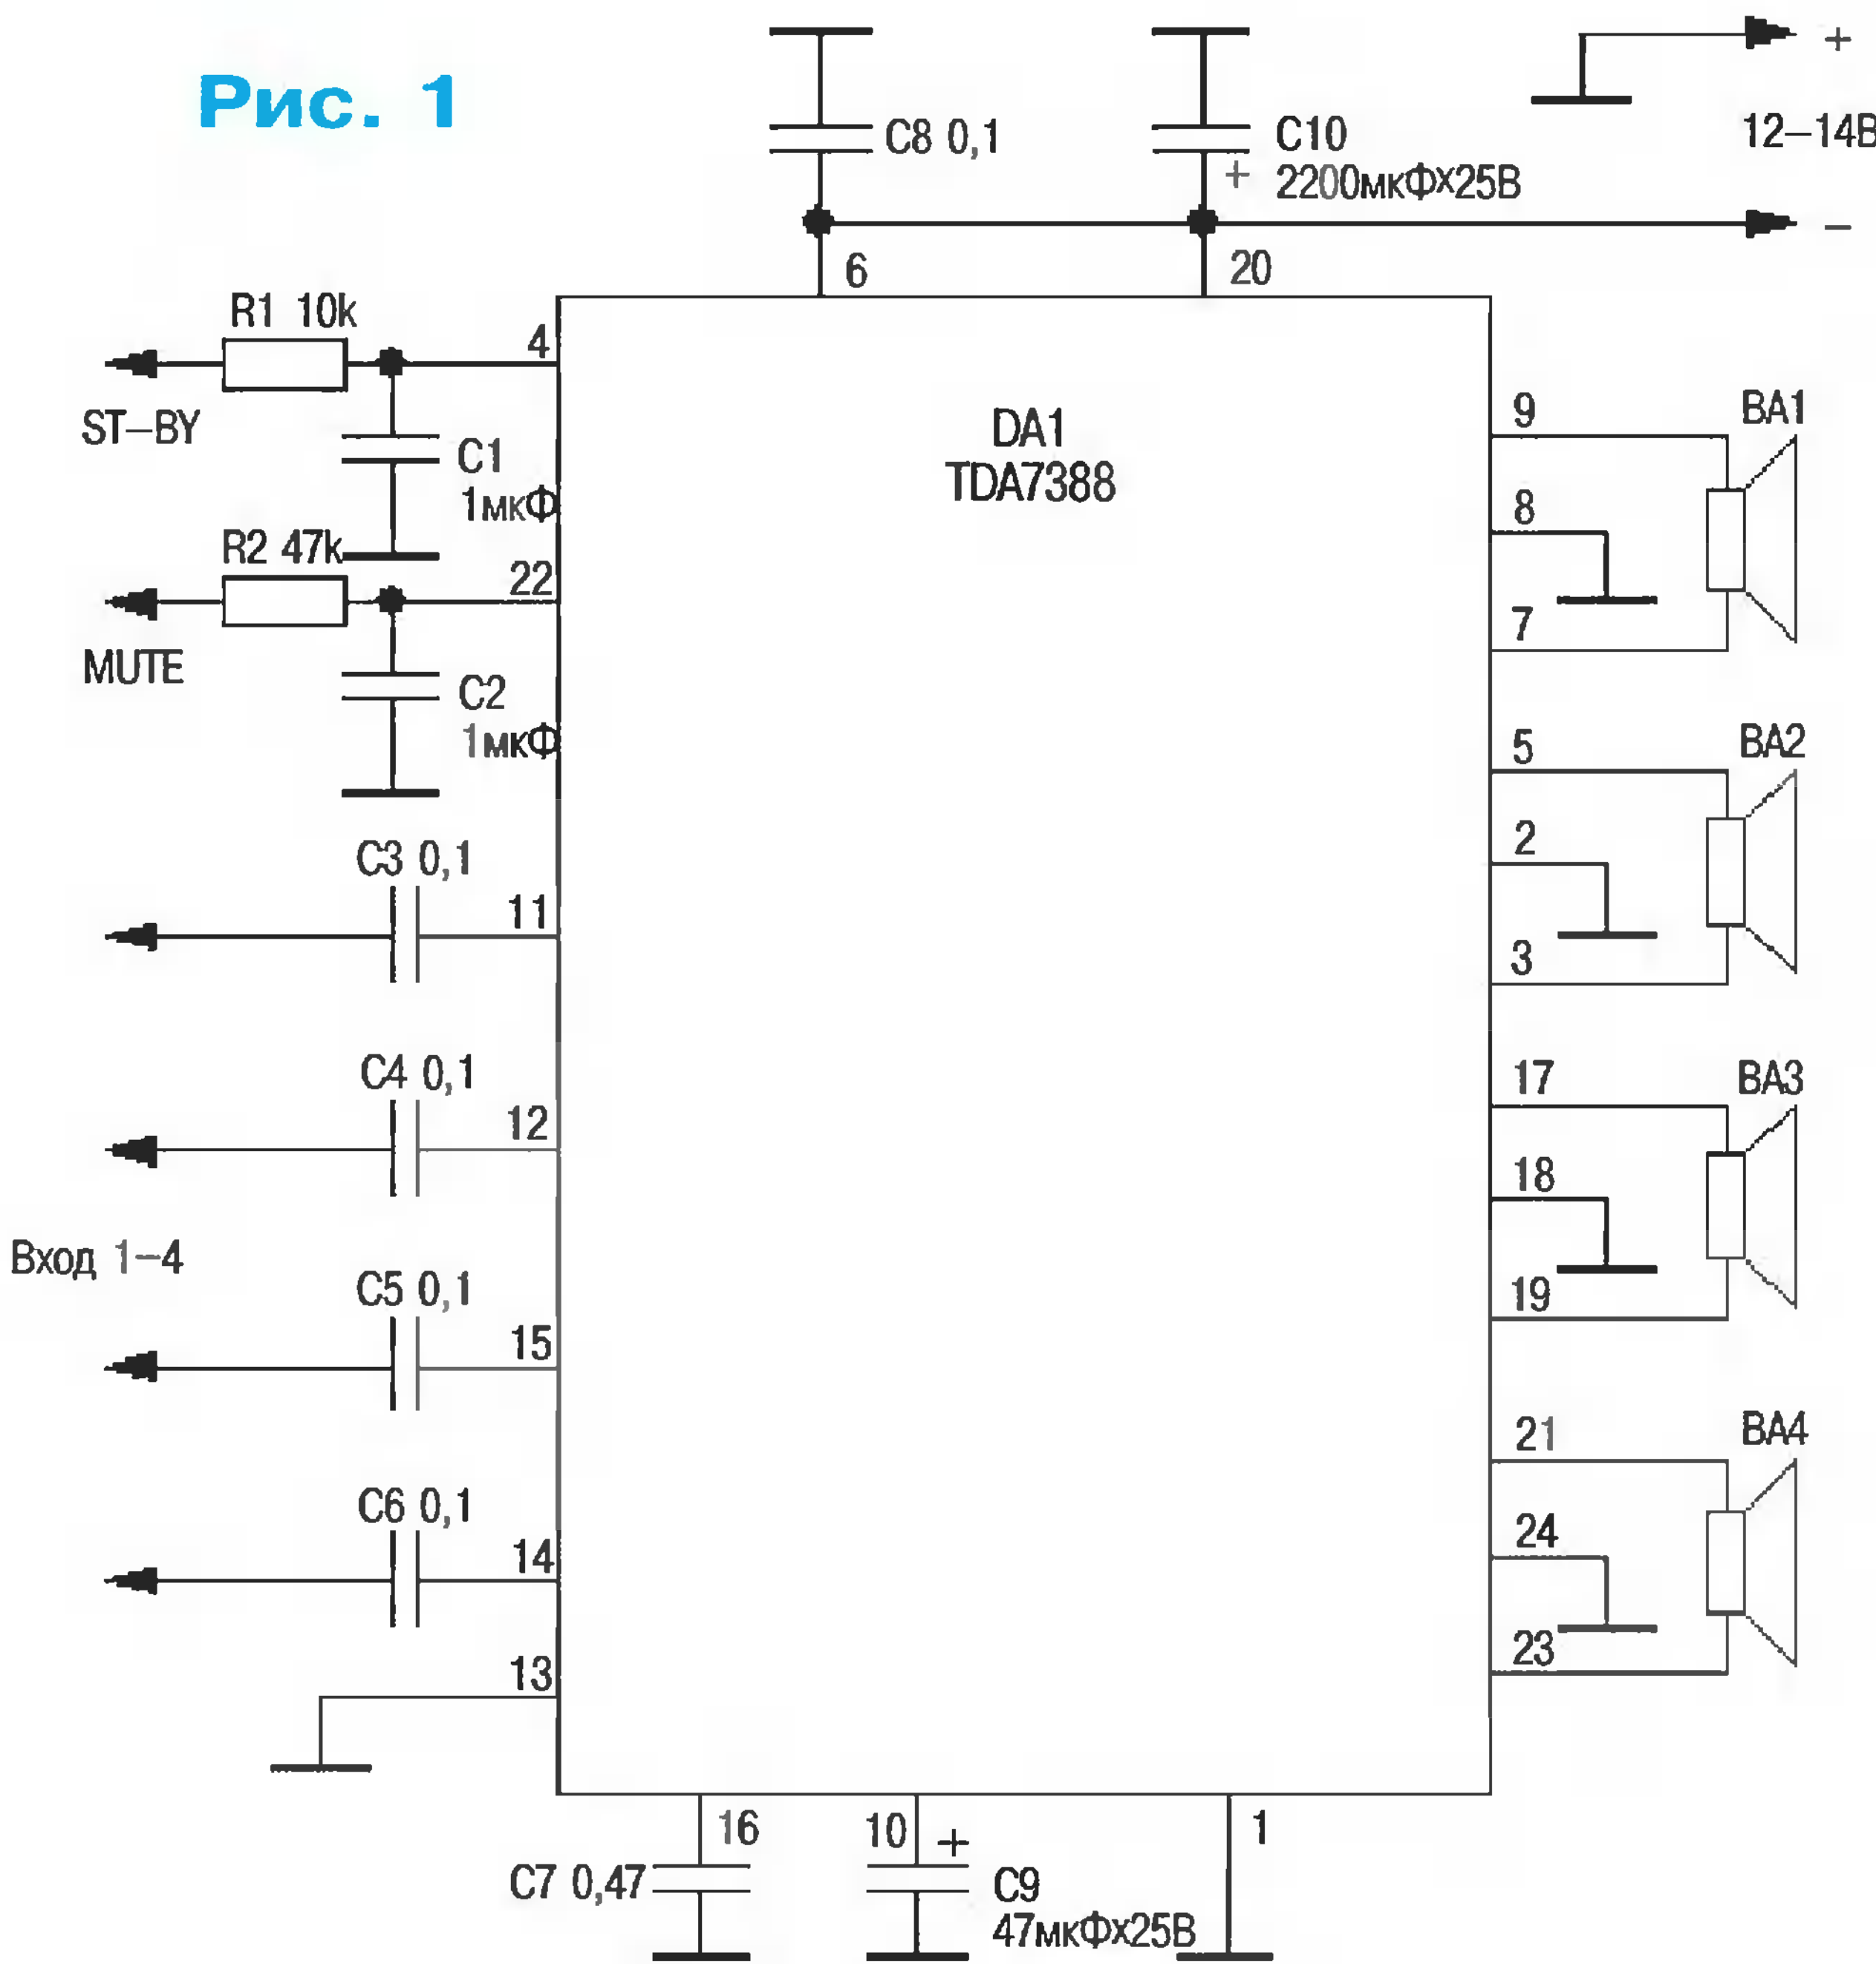 Рис. 1
+
C8 0,1
C10
12–14В
+
2200мкФх25В
–
6
20
R1 10k
4
ST–BY
C1
1мкФ
DA1
TDA7388
R2 47k
22
MUTE
C2
1мкФ
C3 0,1
11
C4 0,1
12
Вход 1–4
C5 0,1
15
C6 0,1
14
13
9
BA1
8
7
5
BA2
2
3
17
BA3
18
19
21
BA4
24
23
16
10
+
1
C7 0,47
C9
47мкФх25В